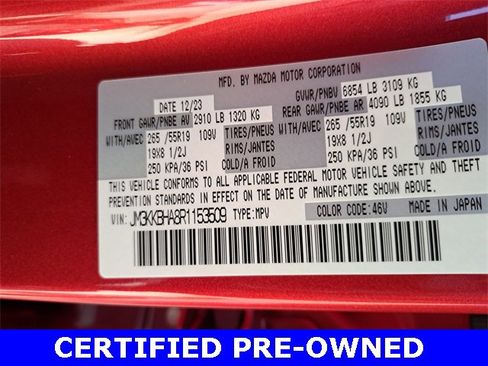 MFD. BY MAZDA MOTOR CORPORATION
DATE 12/23
GVWR/PNBV 6854 LB 3109 KG
FRONT GAWR/PNBE AV 2910 LB 1320 KG
REAR GAWR/PNBE AR 4090 LB 1855 KG
WITH/AVEC 265 /55R19 109V TIRES/PNEUS
19X8 1/2J RIMS/JANTES
250 KPA/36 PSI COLD/A FROID
WITH/AVEC 265 /55R19 109V TIRES/PNEUS
19X8 1/2J RIMS/JANTES
250 KPA/36 PSI COLD/A FROID
THIS VEHICLE CONFORMS TO ALL APPLICABLE FEDERAL MOTOR VEHICLE SAFETY AND THEFT
PREVENTION STANDARDS IN EFFECT ON THE DATE OF MANUFACTURE SHOWN ABOVE.
VIN: JM3KKBHA8R1153509 TYPE:MPV
COLOR CODE:46V
MADE IN JAPAN
CERTIFIED PRE-OWNED